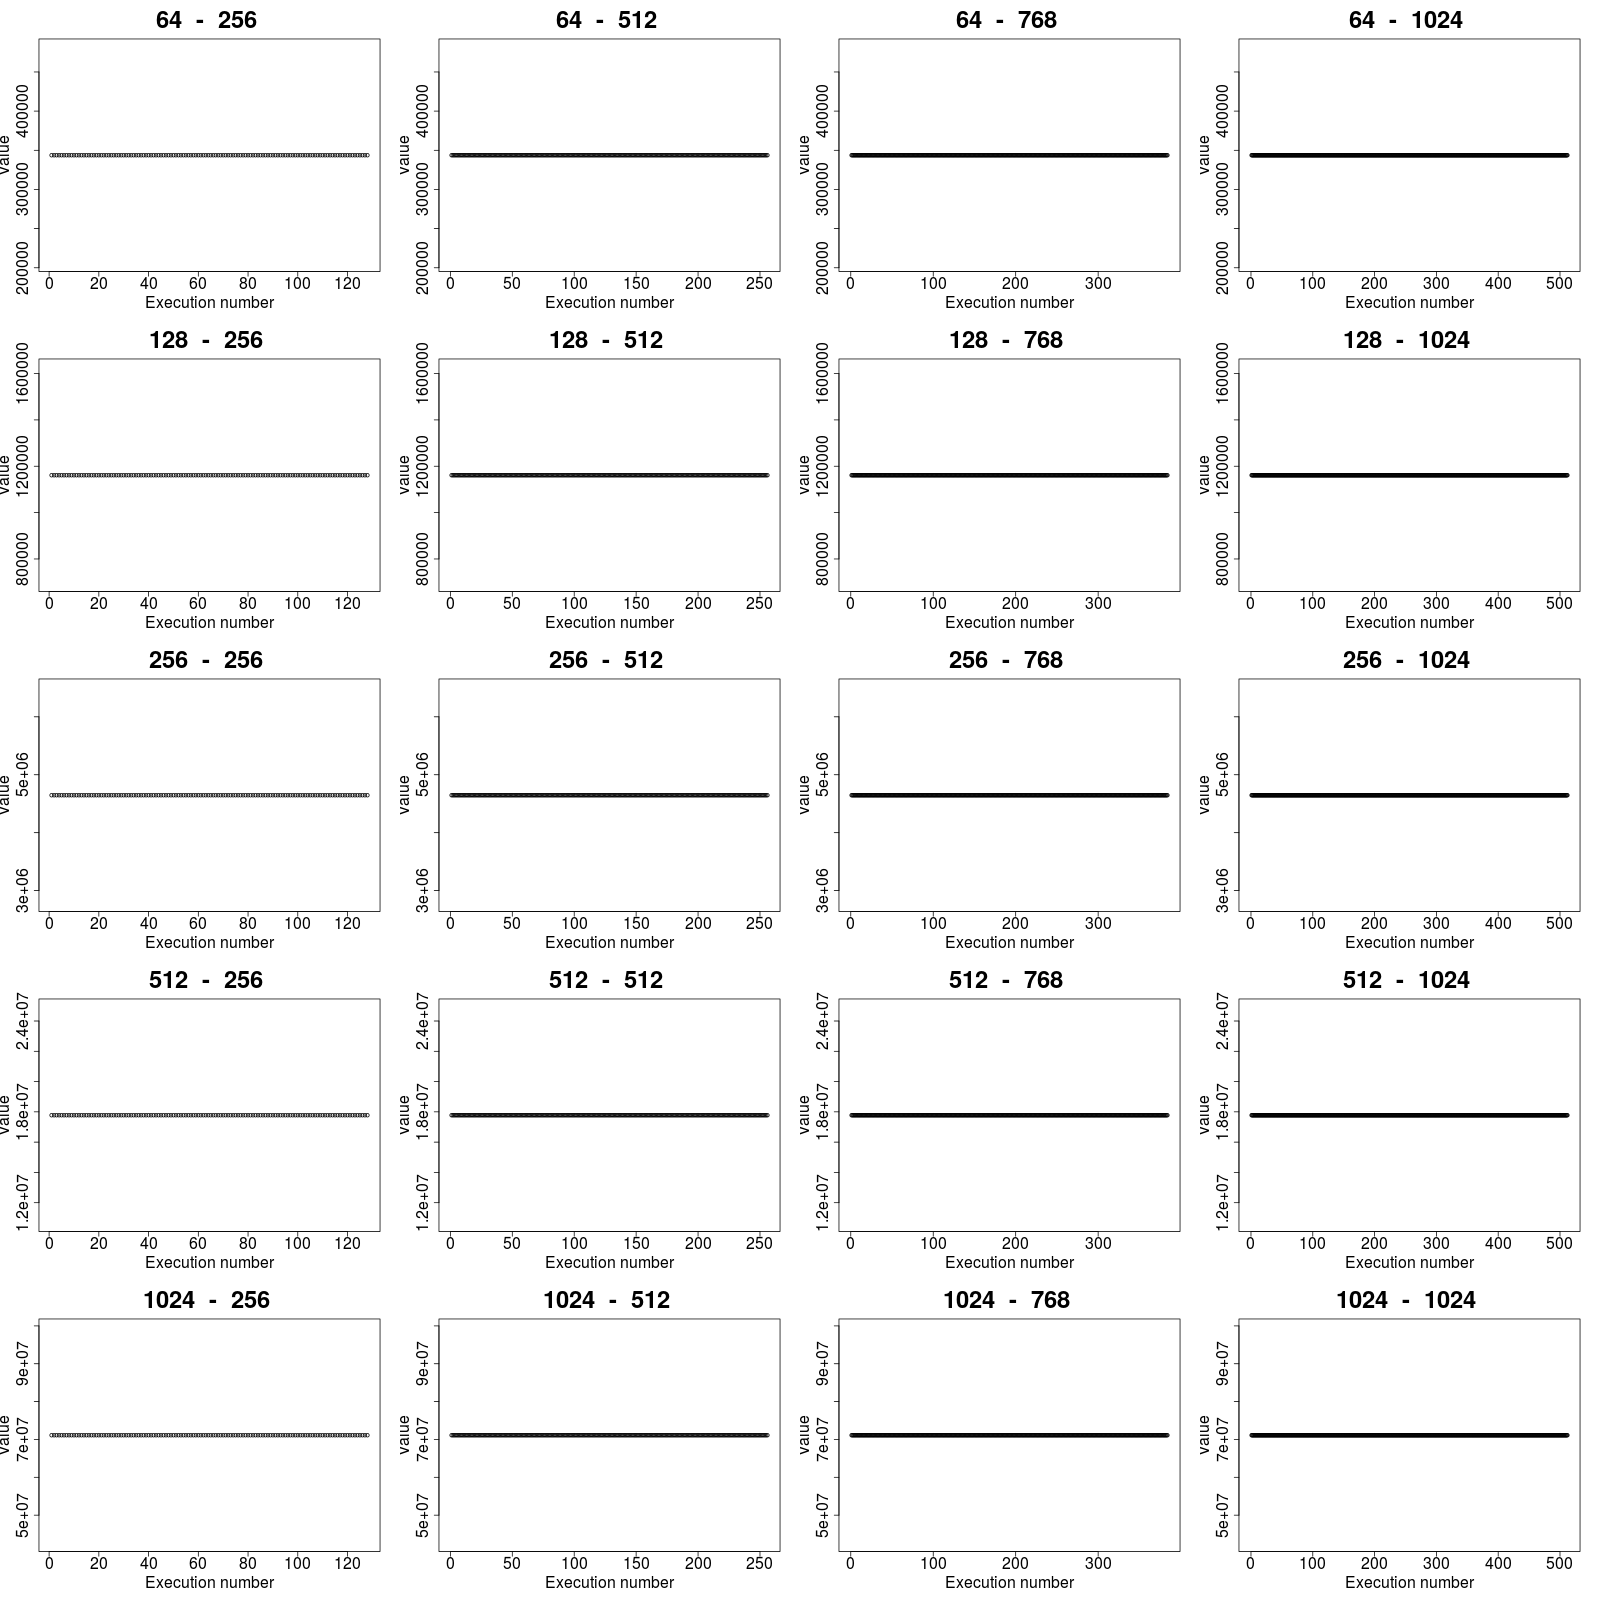 64 - 256
value
200000 300000 400000
0 20 40 60 80 100 120
Execution number
64 - 512
value
200000 300000 400000
0 50 100 150 200 250
Execution number
64 - 768
value
200000 300000 400000
0 100 200 300
Execution number
64 - 1024
value
200000 300000 400000
0 100 200 300 400 500
Execution number
128 - 256
value
800000 1200000 1600000
0 20 40 60 80 100 120
Execution number
128 - 512
value
800000 1200000 1600000
0 50 100 150 200 250
Execution number
128 - 768
value
800000 1200000 1600000
0 100 200 300
Execution number
128 - 1024
value
800000 1200000 1600000
0 100 200 300 400 500
Execution number
256 - 256
value
3e+06 5e+06
0 20 40 60 80 100 120
Execution number
256 - 512
value
3e+06 5e+06
0 50 100 150 200 250
Execution number
256 - 768
value
3e+06 5e+06
0 100 200 300
Execution number
256 - 1024
value
3e+06 5e+06
0 100 200 300 400 500
Execution number
512 - 256
value
1.2e+07 1.8e+07 2.4e+07
0 20 40 60 80 100 120
Execution number
512 - 512
value
1.2e+07 1.8e+07 2.4e+07
0 50 100 150 200 250
Execution number
512 - 768
value
1.2e+07 1.8e+07 2.4e+07
0 100 200 300
Execution number
512 - 1024
value
1.2e+07 1.8e+07 2.4e+07
0 100 200 300 400 500
Execution number
1024 - 256
value
5e+07 7e+07 9e+07
0 20 40 60 80 100 120
Execution number
1024 - 512
value
5e+07 7e+07 9e+07
0 50 100 150 200 250
Execution number
1024 - 768
value
5e+07 7e+07 9e+07
0 100 200 300
Execution number
1024 - 1024
value
5e+07 7e+07 9e+07
0 100 200 300 400 500
Execution number